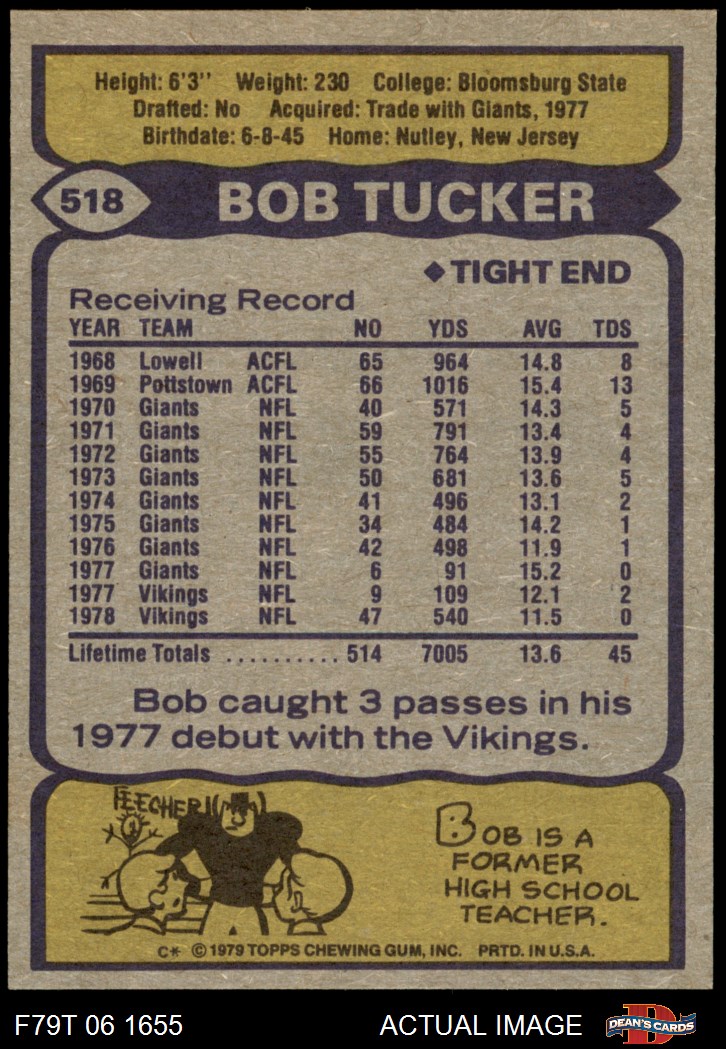 Height: 6'3'' Weight: 230 College: Bloomsburg State
Drafted: No Acquired: Trade with Giants, 1977
Birthdate: 6-8-45 Home: Nutley, New Jersey
518 BOB TUCKER
◆TIGHT END
Receiving Record
YEAR TEAM NO YDS AVG TDS
1968 Lowell ACFL 65 964 14.8 8
1969 Pottstown ACFL 66 1016 15.4 13
1970 Giants NFL 40 571 14.3 5
1971 Giants NFL 59 791 13.4 4
1972 Giants NFL 55 764 13.9 4
1973 Giants NFL 50 681 13.6 5
1974 Giants NFL 41 496 13.1 2
1975 Giants NFL 34 484 14.2 1
1976 Giants NFL 42 498 11.9 1
1977 Giants NFL 6 91 15.2 0
1977 Vikings NFL 9 109 12.1 2
1978 Vikings NFL 47 540 11.5 0
Lifetime Totals .......... 514 7005 13.6 45
Bob caught 3 passes in his
1977 debut with the Vikings.
FEECHER
BOB IS A
FORMER
HIGH SCHOOL
TEACHER.
C* © 1979 TOPPS CHEWING GUM, INC. PRTD. IN U.S.A.
F79T 06 1655 ACTUAL IMAGE D DEAN'S CARDS